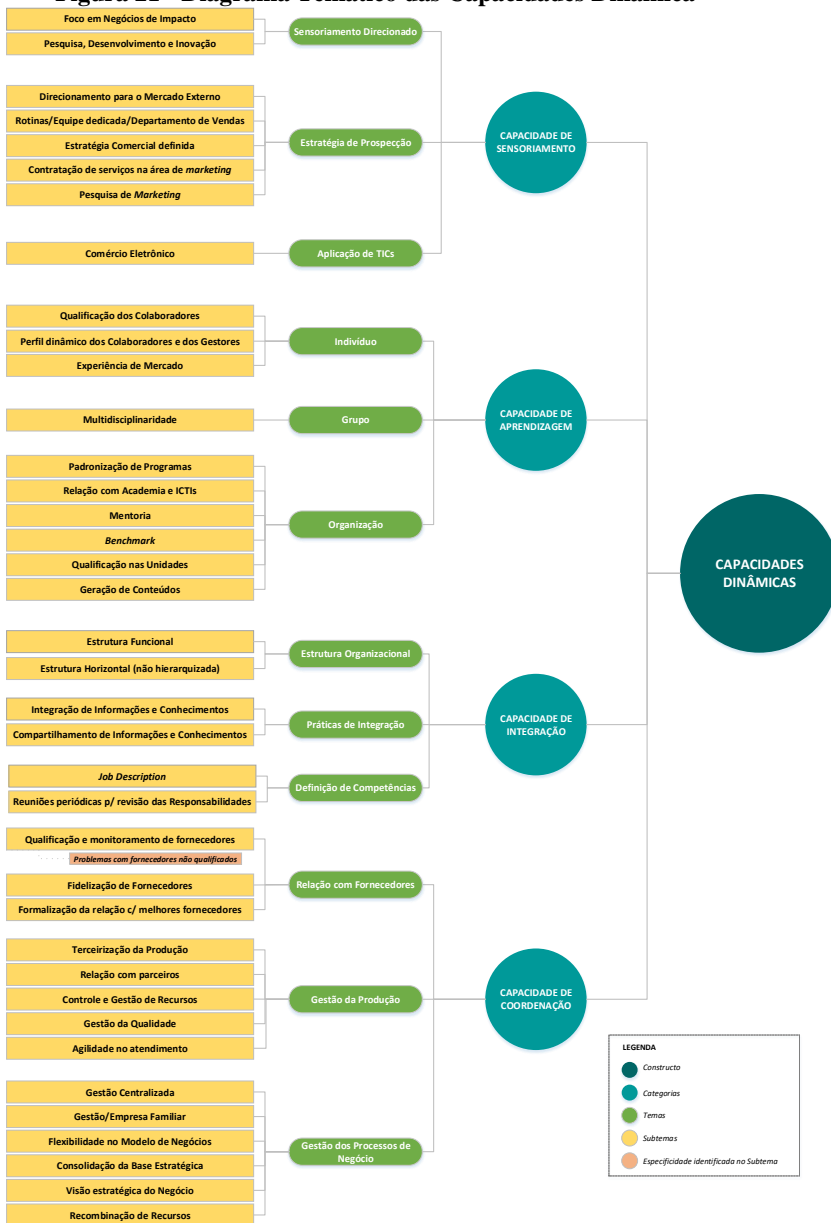 Figura 21 - Diagrama Temático das Capacidades Dinâmica
Foco em Negócios de Impacto
Pesquisa, Desenvolvimento e Inovação
Sensoriamento Direcionado
Direcionamento para o Mercado Externo
Rotinas/Equipe dedicada/Departamento de Vendas
Estratégia Comercial definida
Contratação de serviços na área de marketing
Pesquisa de Marketing
Estratégia de Prospecção
Comércio Eletrônico
Aplicação de TICs
CAPACIDADE DE
SENSORIAMENTO
Qualificação dos Colaboradores
Perfil dinâmico dos Colaboradores e dos Gestores
Experiência de Mercado
Indivíduo
Multidisciplinaridade
Grupo
Padronização de Programas
Relação com Academia e ICTIs
Mentoria
Benchmark
Qualificação nas Unidades
Geração de Conteúdos
Organização
CAPACIDADE DE
APRENDIZAGEM
Estrutura Funcional
Estrutura Horizontal (não hierarquizada)
Estrutura Organizacional
Integração de Informações e Conhecimentos
Compartilhamento de Informações e Conhecimentos
Práticas de Integração
Job Description
Reuniões periódicas p/ revisão das Responsabilidades
Definição de Competências
CAPACIDADE DE
INTEGRAÇÃO
Qualificação e monitoramento de fornecedores
Problemas com fornecedores não qualificados
Fidelização de Fornecedores
Formalização da relação c/ melhores fornecedores
Relação com Fornecedores
Terceirização da Produção
Relação com parceiros
Controle e Gestão de Recursos
Gestão da Qualidade
Agilidade no atendimento
Gestão da Produção
Gestão Centralizada
Gestão/Empresa Familiar
Flexibilidade no Modelo de Negócios
Consolidação da Base Estratégica
Visão estratégica do Negócio
Recombinação de Recursos
Gestão dos Processos de
Negócio
CAPACIDADE DE
COORDENAÇÃO
CAPACIDADES
DINÂMICAS
LEGENDA
Constructo
Categorias
Temas
Subtemas
Especificidade identificada no Subtema